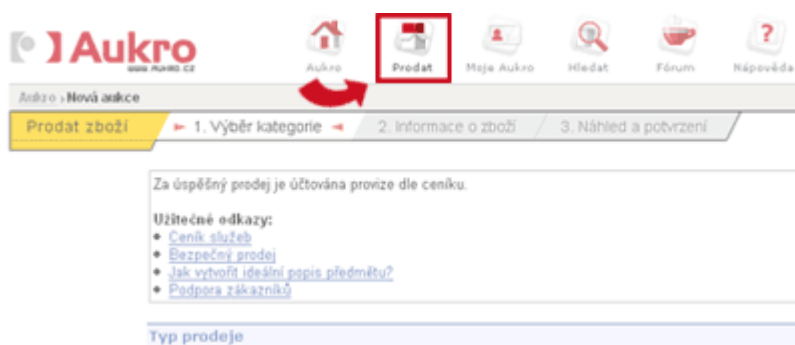 Aukro
www.AUKRO.CZ
Aukro Prodat Moje Aukro Hledat Fórum Nápověda
Aukro › Nová aukce
Prodat zboží 1. Výběr kategorie 2. Informace o zboží 3. Náhled a potvrzení
Za úspěšný prodej je účtována provize dle ceníku.
Užitečné odkazy:
Ceník služeb
Bezpečný prodej
Jak vytvořit ideální popis předmětu?
Podpora zákazníků
Typ prodeje